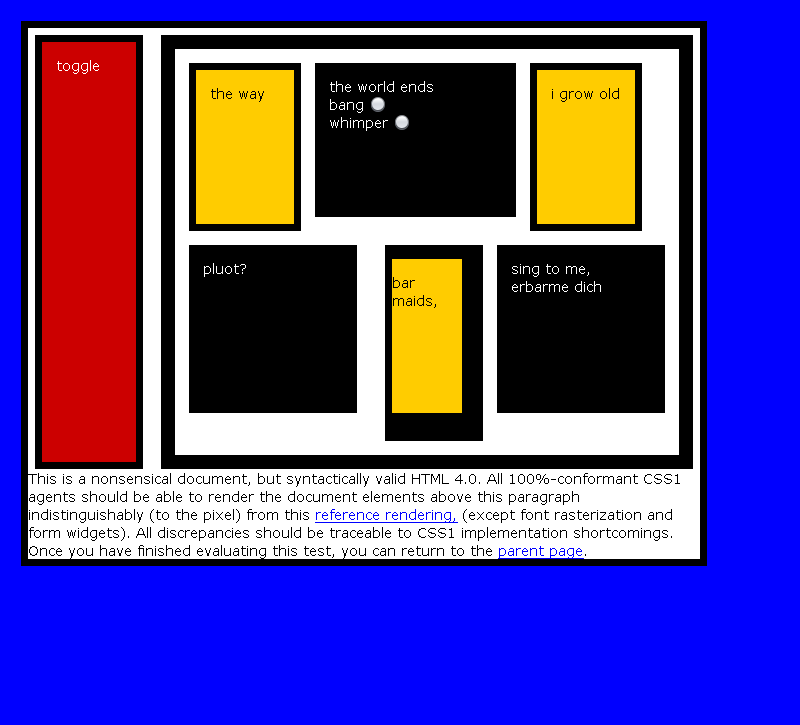 toggle
the way
the world ends
bang
whimper
i grow old
pluot?
bar
maids,
sing to me,
erbarme dich
This is a nonsensical document, but syntactically valid HTML 4.0. All 100%-conformant CSS1
agents should be able to render the document elements above this paragraph
indistinguishably (to the pixel) from this reference rendering, (except font rasterization and
form widgets). All discrepancies should be traceable to CSS1 implementation shortcomings.
Once you have finished evaluating this test, you can return to the parent page.